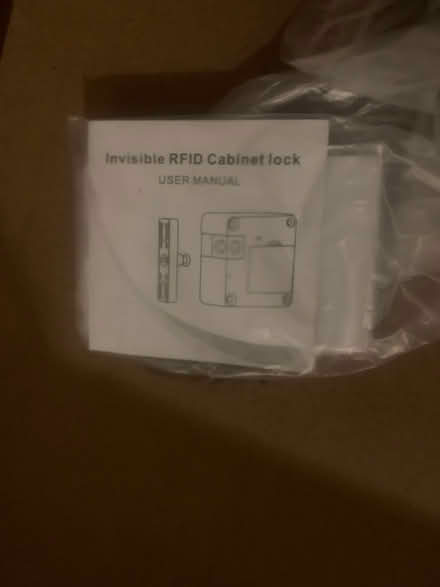 Invisible RFID Cabinet lock
USER MANUAL